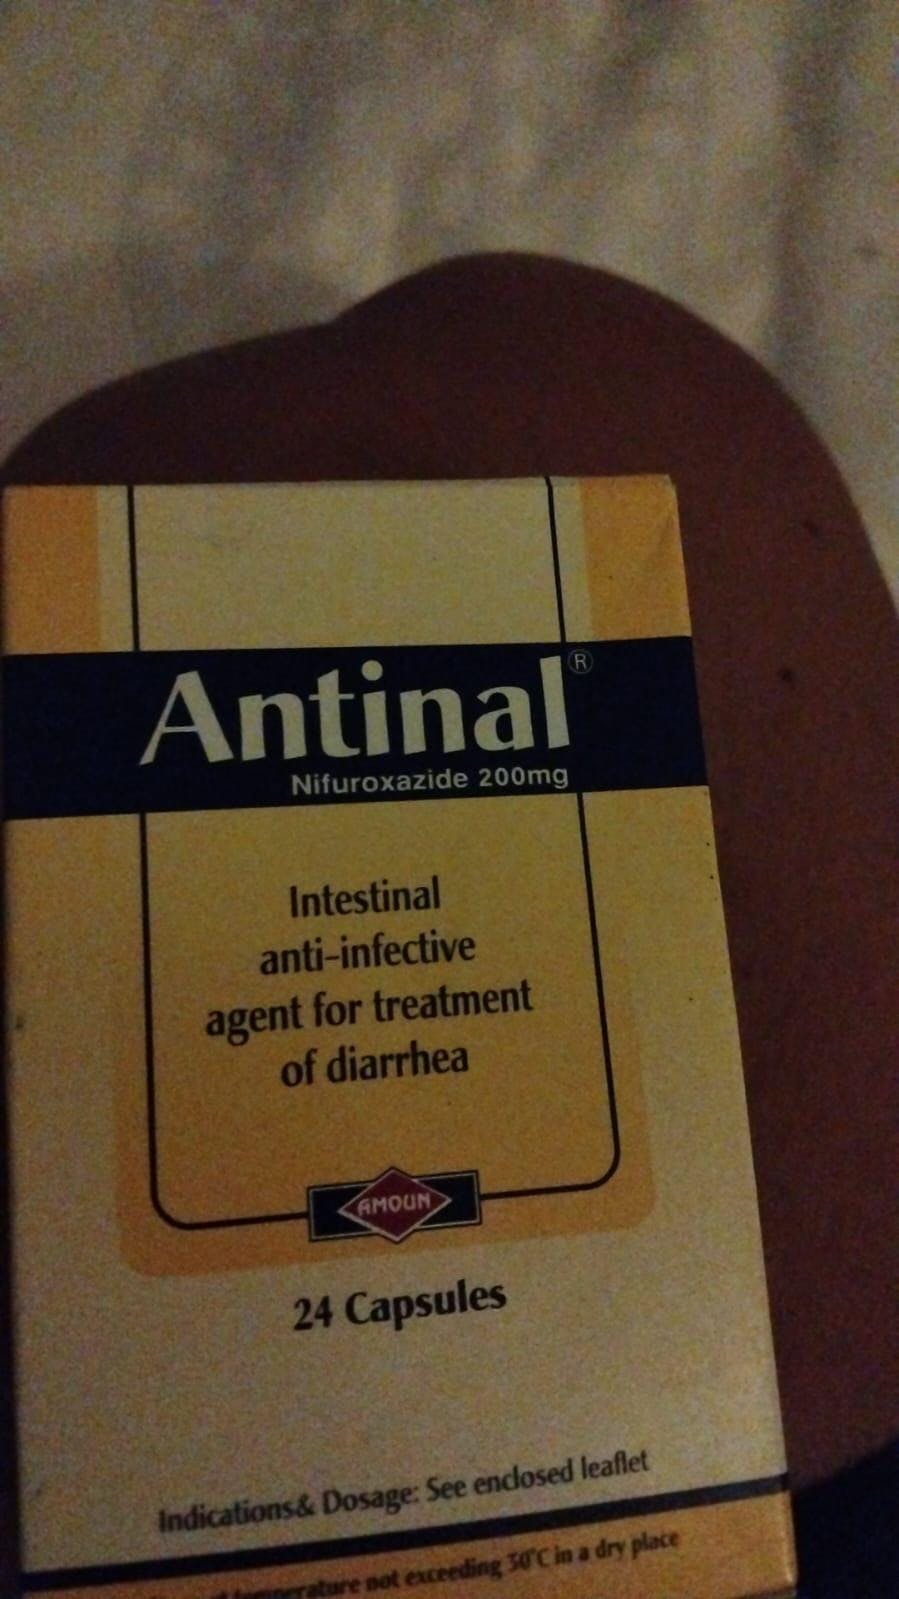 Antinal®
Nifuroxazide 200mg
Intestinal
anti-infective
agent for treatment
of diarrhea
AMOUN
24 Capsules
Indications& Dosage: See enclosed leaflet
temperature not exceeding 30°C in a dry place